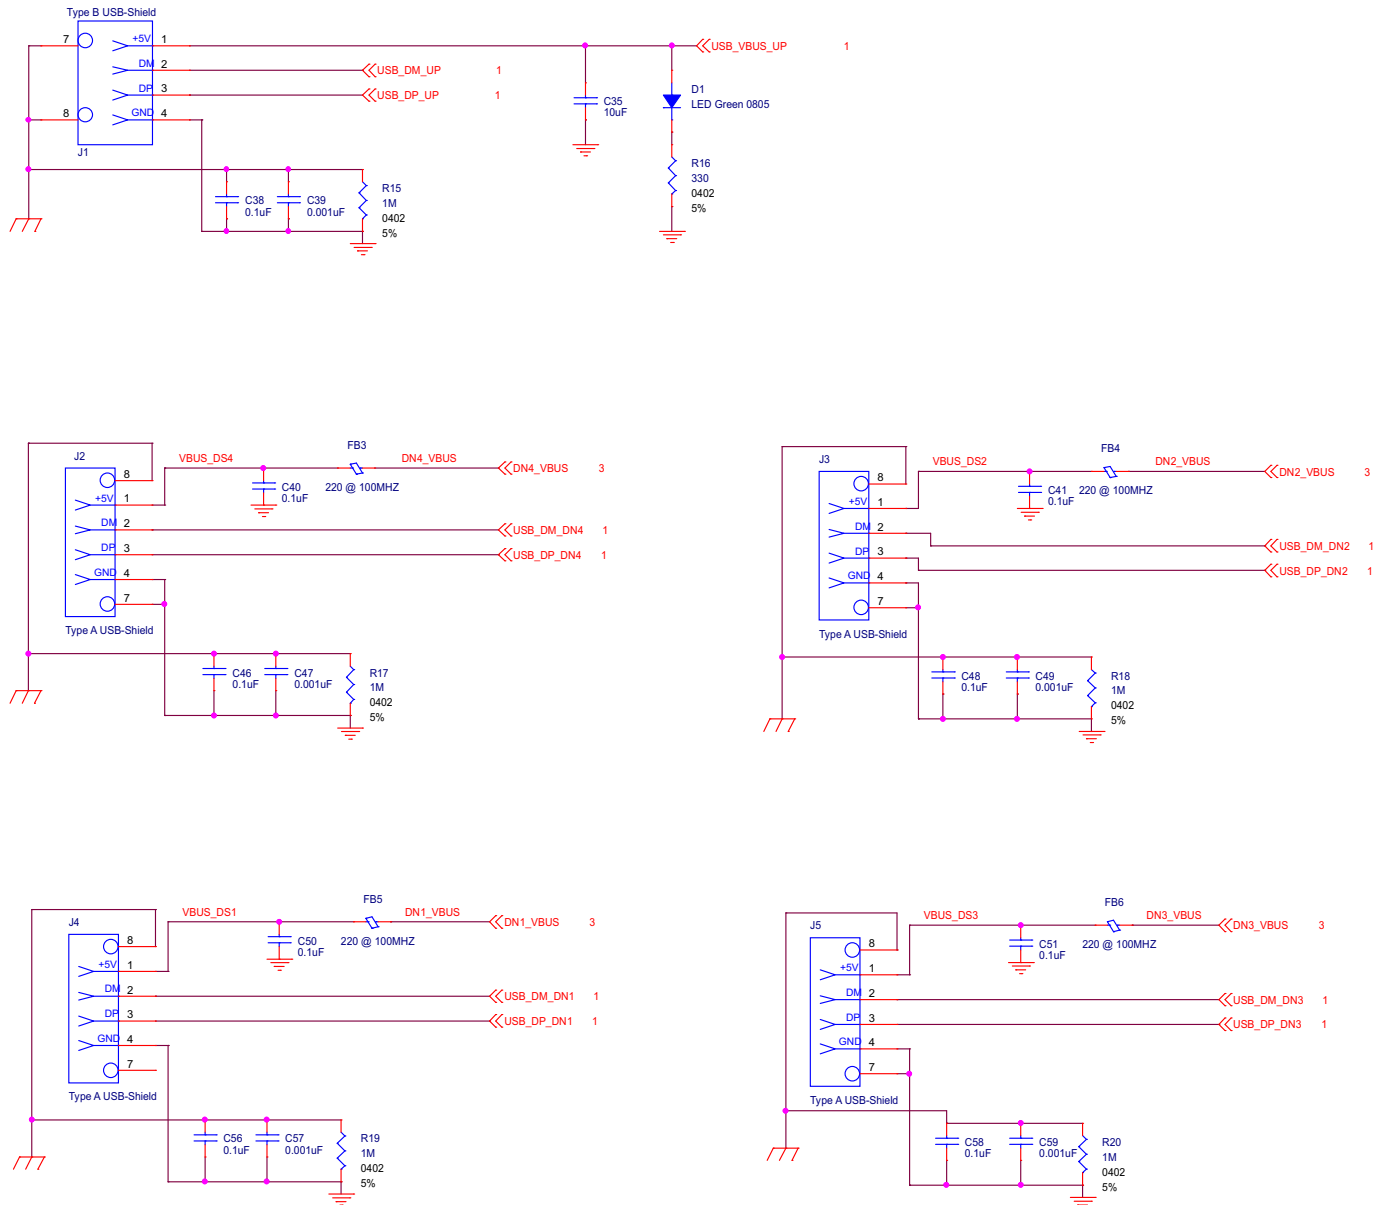 Type B USB-Shield
7
+5V 1
USB_VBUS_UP 1
DM 2
USB_DM_UP 1
DP 3
USB_DP_UP 1
8
GND 4
J1
C35
10uF
D1
LED Green 0805
R16
330
0402
5%
C38
0.1uF
C39
0.001uF
R15
1M
0402
5%
J2
8
+5V 1
DM 2
DP 3
GND 4
7
Type A USB-Shield
VBUS_DS4
FB3
DN4_VBUS
DN4_VBUS 3
C40
0.1uF
220 @ 100MHZ
USB_DM_DN4 1
USB_DP_DN4 1
C46
0.1uF
C47
0.001uF
R17
1M
0402
5%
J3
8
+5V 1
DM 2
DP 3
GND 4
7
Type A USB-Shield
VBUS_DS2
FB4
DN2_VBUS
DN2_VBUS 3
C41
0.1uF
220 @ 100MHZ
USB_DM_DN2 1
USB_DP_DN2 1
C48
0.1uF
C49
0.001uF
R18
1M
0402
5%
J4
8
+5V 1
DM 2
DP 3
GND 4
7
Type A USB-Shield
VBUS_DS1
FB5
DN1_VBUS
DN1_VBUS 3
C50
0.1uF
220 @ 100MHZ
USB_DM_DN1 1
USB_DP_DN1 1
C56
0.1uF
C57
0.001uF
R19
1M
0402
5%
J5
8
+5V 1
DM 2
DP 3
GND 4
7
Type A USB-Shield
VBUS_DS3
FB6
DN3_VBUS
DN3_VBUS 3
C51
0.1uF
220 @ 100MHZ
USB_DM_DN3 1
USB_DP_DN3 1
C58
0.1uF
C59
0.001uF
R20
1M
0402
5%